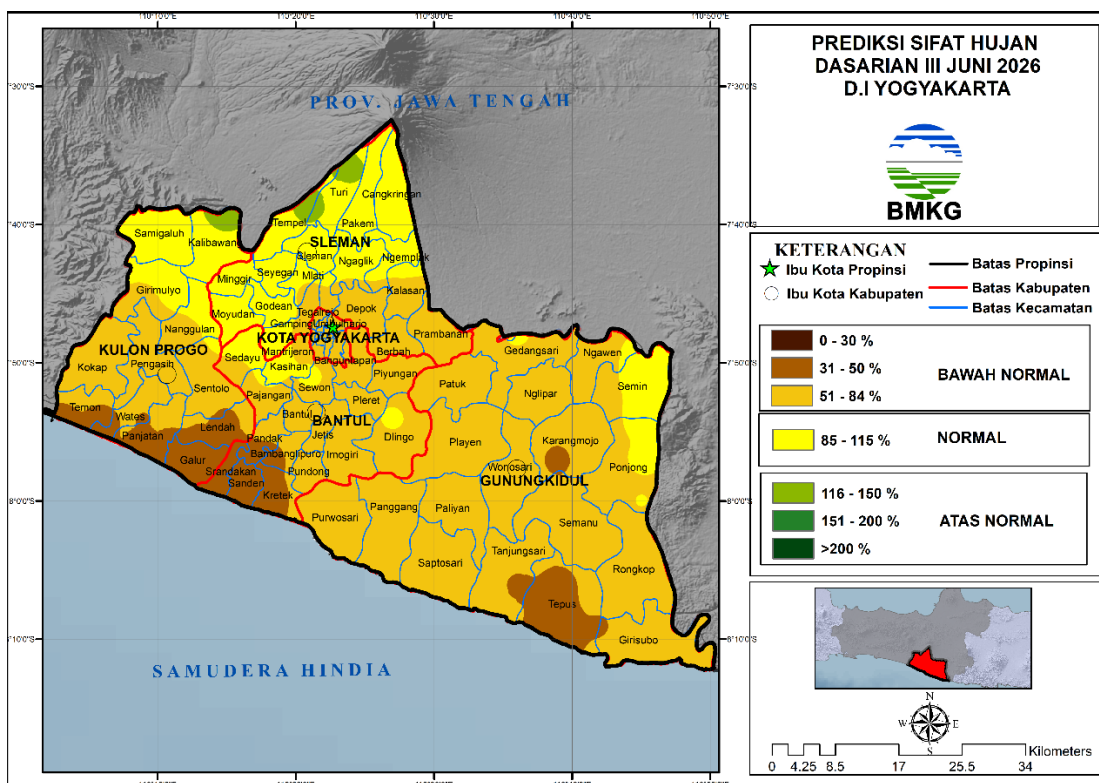 110°10'0"E 110°20'0"E 110°30'0"E 110°40'0"E 110°50'0"E
PREDIKSI SIFAT HUJAN
DASARIAN III JUNI 2026
D.I YOGYAKARTA
BMKG
7°30'0"S
7°40'0"S
7°50'0"S
8°0'0"S
PROV. JAWA TENGAH
Turi
Cangkringan
Tempel
Pakem
Samigaluh
Kalibawang
SLEMAN
Sleman
Ngaglik
Ngemplak
Seyegan
Mlati
Minggir
Girimulyo
Godean
Kalasan
Moyudan
Tegalrejo
Depok
Gamping
Nanggulan
KOTA YOGYAKARTA
Prambanan
KULON PROGO
Sedayu
Mantrijeron
Berbah
Gedangsari
Ngawen
Kokap
Pengasih
Kasihan
Banguntapan
Piyungan
Sentolo
Pajangan
Sewon
Patuk
Nglipar
Semin
Temon
Wates
Lendah
Bantul
Pleret
BANTUL
Dlingo
Panjatan
Pandak
Jetis
Playen
Karangmojo
Galur
Bambanglipuro
Imogiri
Wonosari
Ponjong
Srandakan
Pundong
GUNUNGKIDUL
Sanden
Kretek
Purwosari
Panggang
Paliyan
Semanu
Saptosari
Tanjungsari
Rongkop
Tepus
Girisubo
SAMUDERA HINDIA
KETERANGAN
Ibu Kota Propinsi
Batas Propinsi
Ibu Kota Kabupaten
Batas Kabupaten
Batas Kecamatan
0 - 30 %
31 - 50 %
51 - 84 %
BAWAH NORMAL
85 - 115 %
NORMAL
116 - 150 %
151 - 200 %
>200 %
ATAS NORMAL
N
W E
S
Kilometers
0 4.25 8.5 17 25.5 34